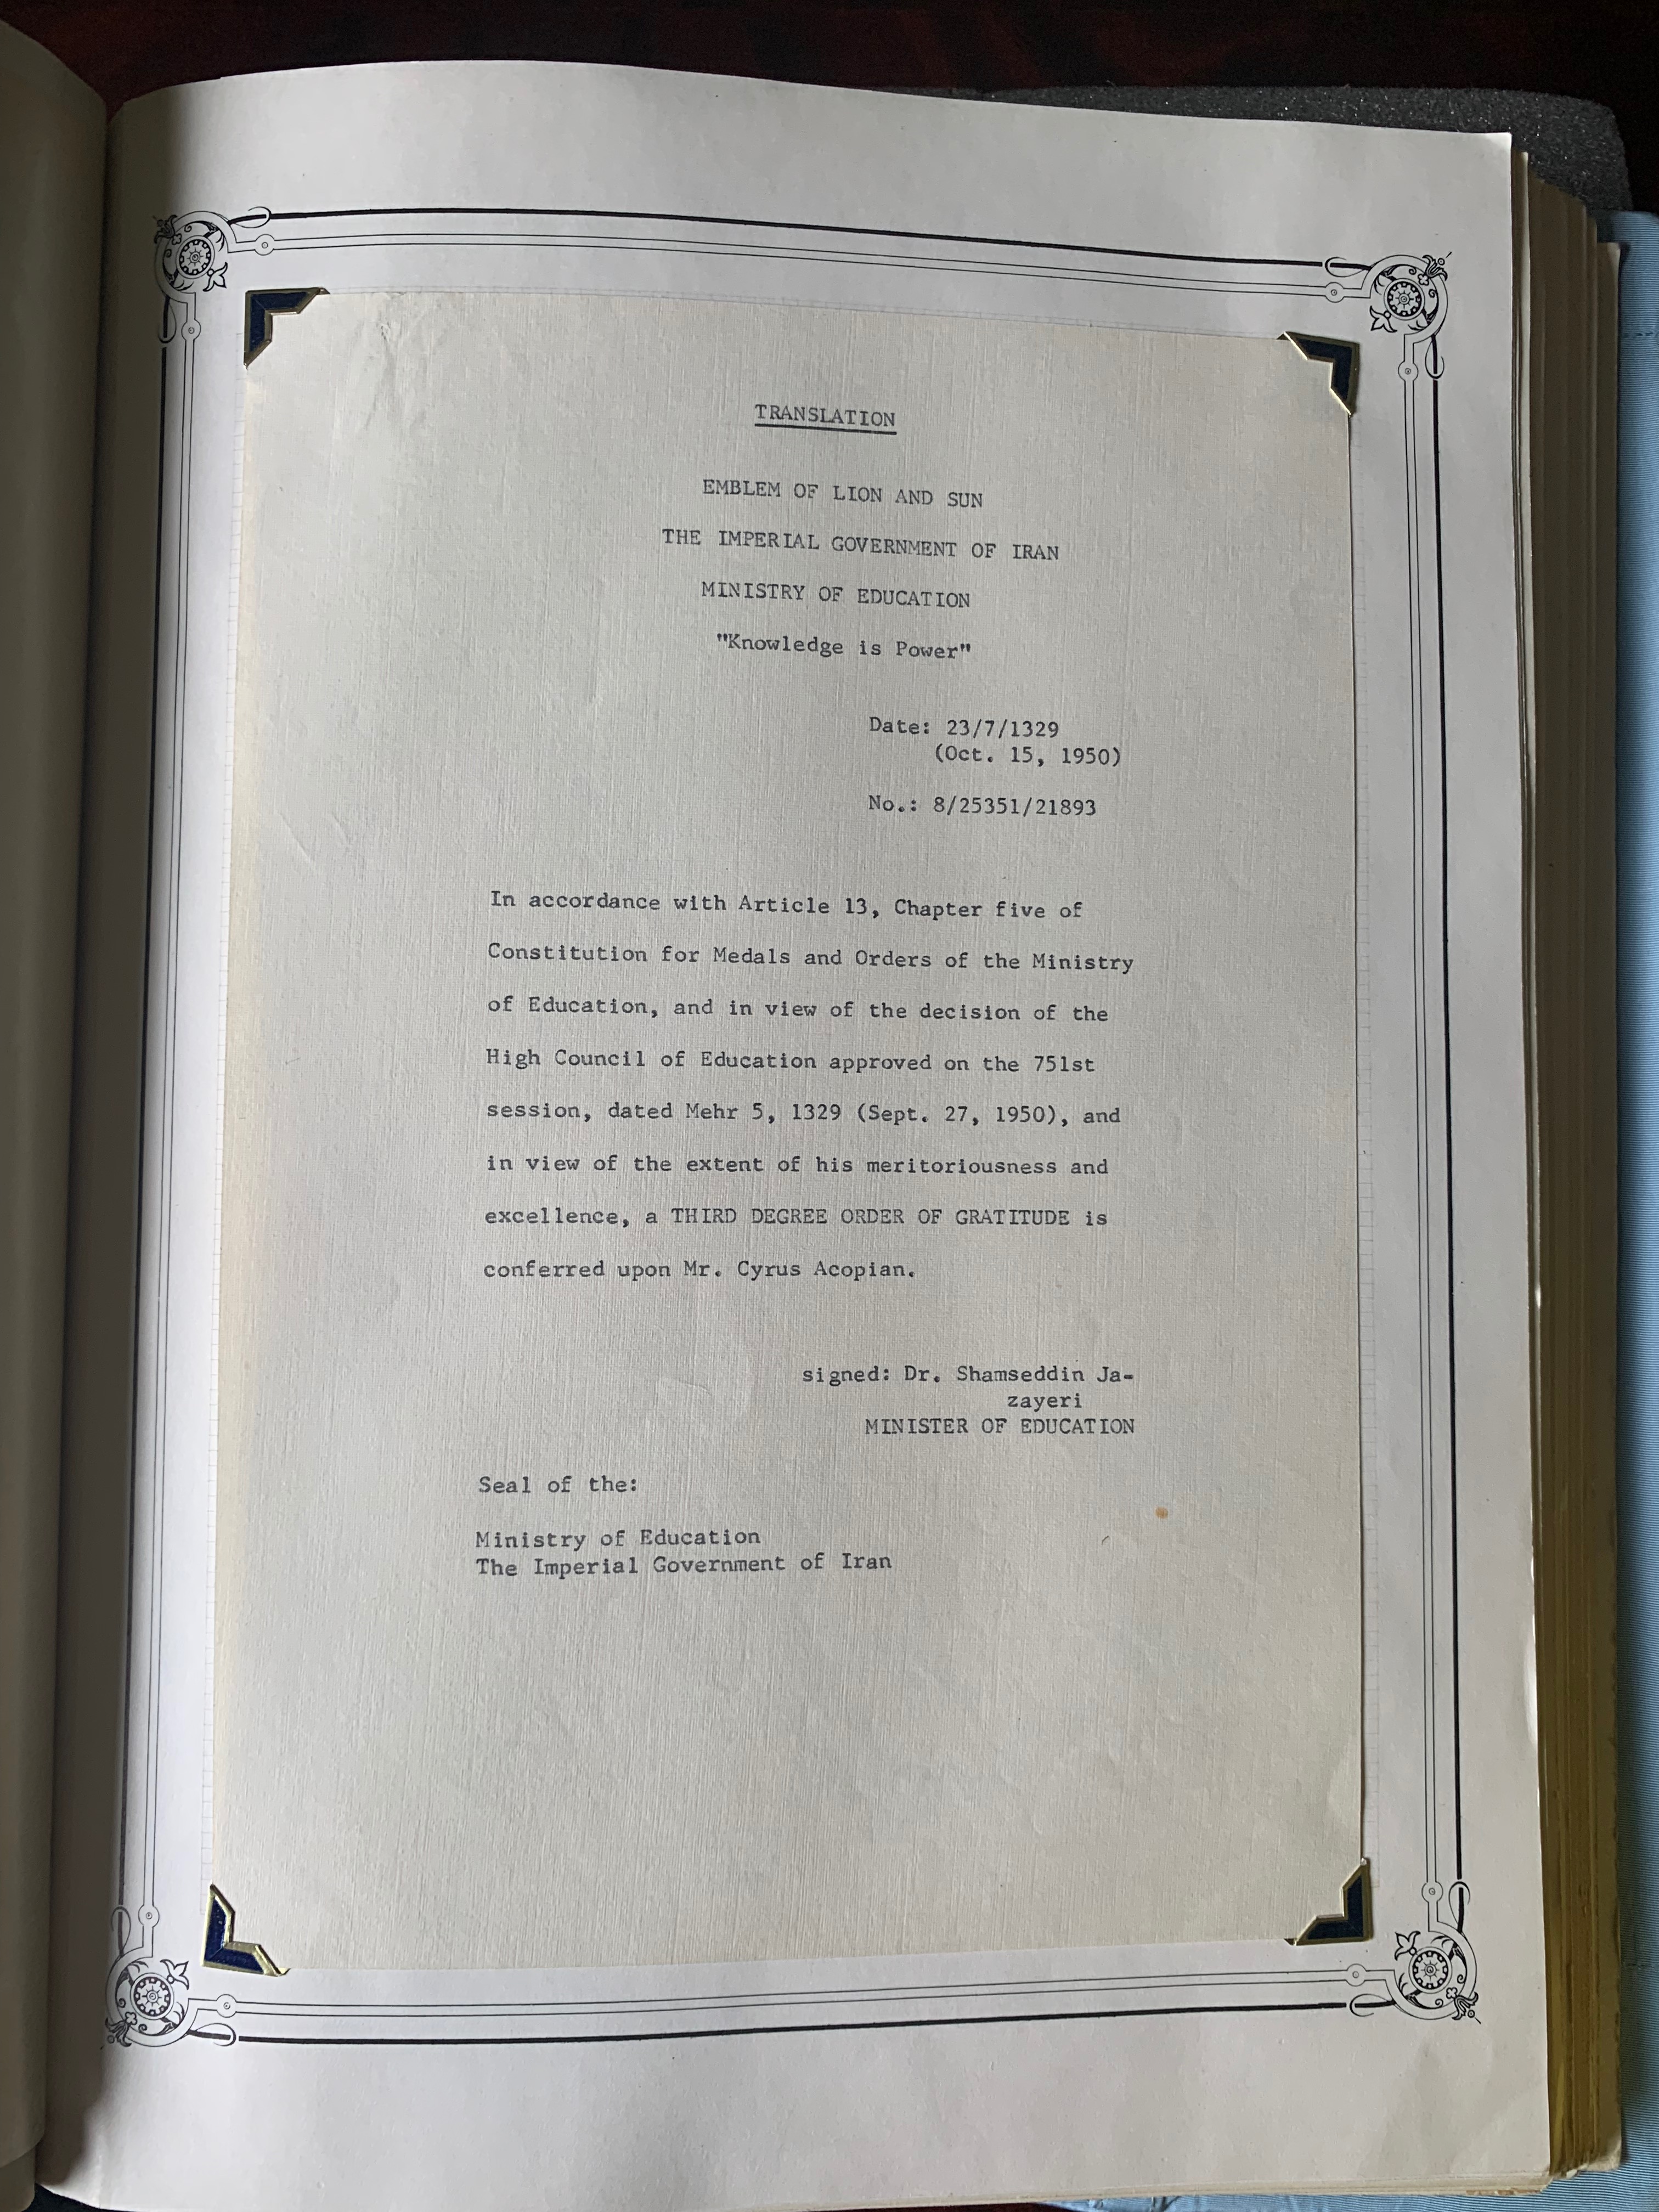 TRANSLATION
EMBLEM OF LION AND SUN
THE IMPERIAL GOVERNMENT OF IRAN
MINISTRY OF EDUCATION
"Knowledge is Power"
Date: 23/7/1329
(Oct. 15, 1950)
No.: 8/25351/21893
In accordance with Article 13, Chapter five of
Constitution for Medals and Orders of the Ministry
of Education, and in view of the decision of the
High Council of Education approved on the 751st
session, dated Mehr 5, 1329 (Sept. 27, 1950), and
in view of the extent of his meritoriousness and
excellence, a THIRD DEGREE ORDER OF GRATITUDE is
conferred upon Mr. Cyrus Acopian.
signed: Dr. Shamseddin Ja-
zayeri
MINISTER OF EDUCATION
Seal of the:
Ministry of Education
The Imperial Government of Iran